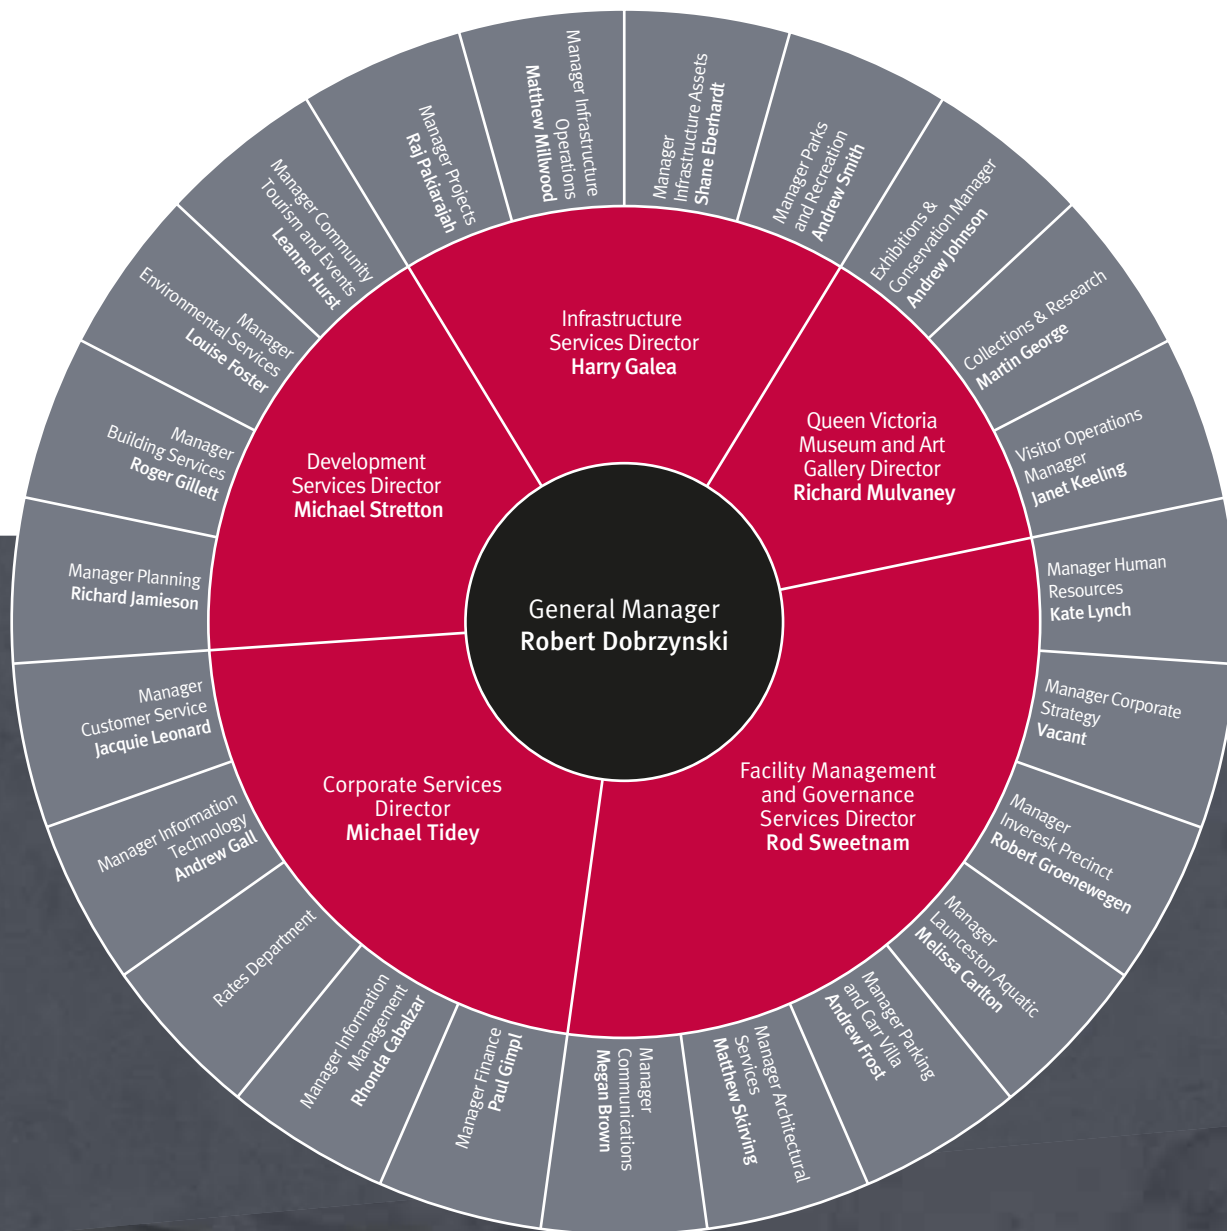 General Manager
Robert Dobrzynski
Infrastructure
Services Director
Harry Galea
Queen Victoria
Museum and Art
Gallery Director
Richard Mulvaney
Facility Management
and Governance
Services Director
Rod Sweetnam
Corporate Services
Director
Michael Tidey
Development
Services Director
Michael Stretton
Manager Projects
Raj Pakiarajah
Manager Infrastructure
Operations
Matthew Millwood
Manager
Infrastructure Assets
Shane Eberhardt
Manager Parks
and Recreation
Andrew Smith
Exhibitions &
Conservation Manager
Andrew Johnson
Collections & Research
Martin George
Visitor Operations
Manager
Janet Keeling
Manager Human
Resources
Kate Lynch
Manager Corporate
Strategy
Vacant
Manager
Inveresk Precinct
Robert Groenewegen
Manager
Launceston Aquatic
Melissa Carlton
Manager Parking
and Carr Villa
Andrew Frost
Manager Architectural
Services
Matthew Skirving
Manager
Communications
Megan Brown
Manager Finance
Paul Gimpl
Manager Information
Management
Rhonda Cabalzar
Rates Department
Manager Information
Technology
Andrew Gall
Manager
Customer Service
Jacquie Leonard
Manager Planning
Richard Jamieson
Manager
Building Services
Roger Gillett
Manager
Environmental Services
Louise Foster
Manager Community
Tourism and Events
Leanne Hurst